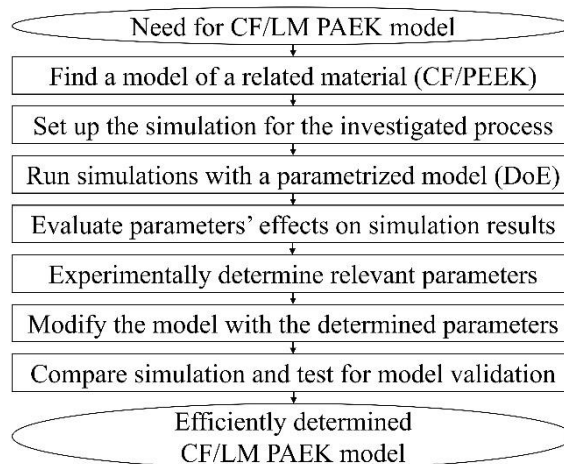 Need for CF/LM PAEK model
Find a model of a related material (CF/PEEK)
Set up the simulation for the investigated process
Run simulations with a parametrized model (DoE)
Evaluate parameters’ effects on simulation results
Experimentally determine relevant parameters
Modify the model with the determined parameters
Compare simulation and test for model validation
Efficiently determined
CF/LM PAEK model